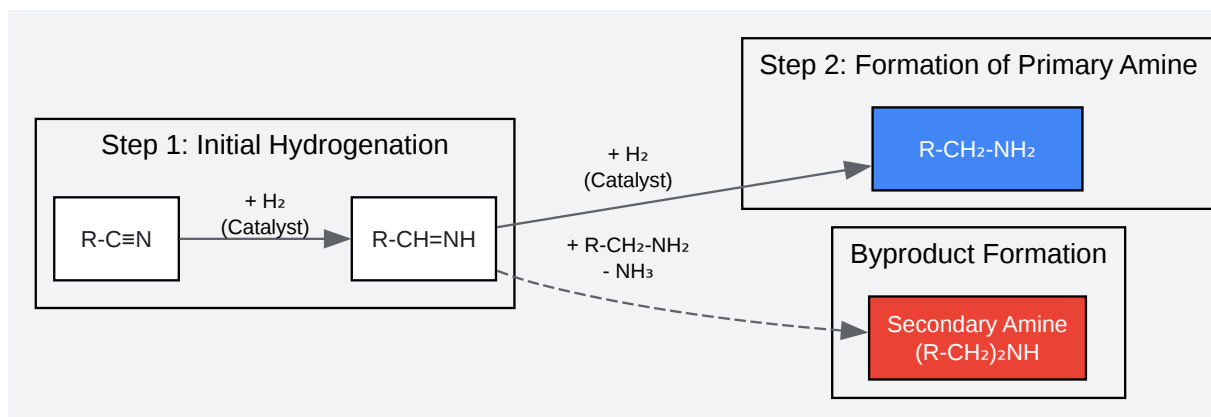 Step 1: Initial Hydrogenation
R-C≡N
+ H₂
(Catalyst)
R-CH=NH
+ H₂
(Catalyst)
Step 2: Formation of Primary Amine
R-CH₂-NH₂
+ R-CH₂-NH₂
- NH₃
Byproduct Formation
Secondary Amine
(R-CH₂)₂NH